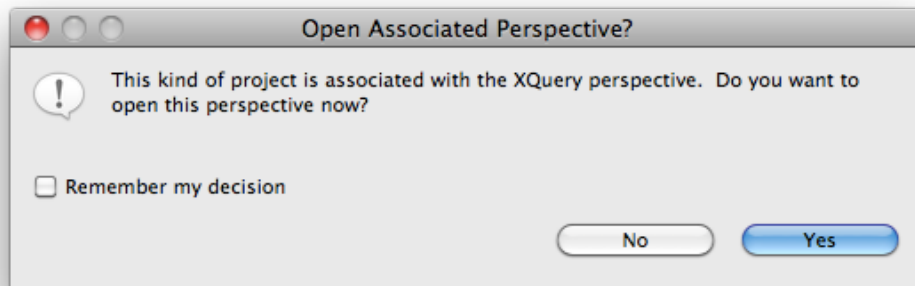 Open Associated Perspective?
This kind of project is associated with the XQuery perspective.  Do you want to
open this perspective now?
Remember my decision
No Yes